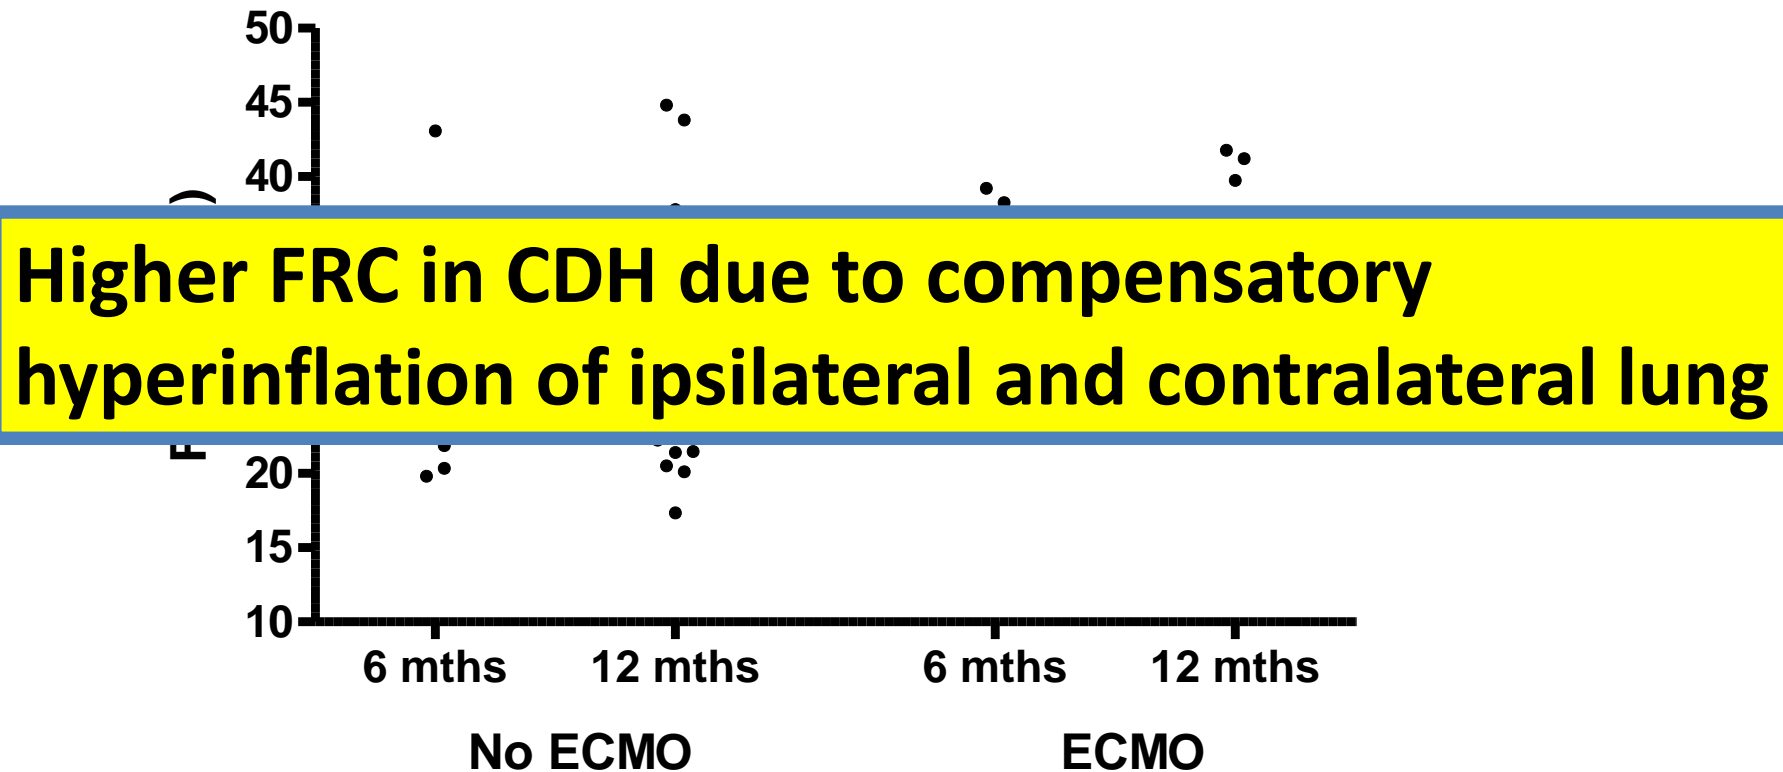 50
45
40
Higher FRC in CDH due to compensatory
hyperinflation of ipsilateral and contralateral lung
20
15
10
6 mths 12 mths 6 mths 12 mths
No ECMO ECMO